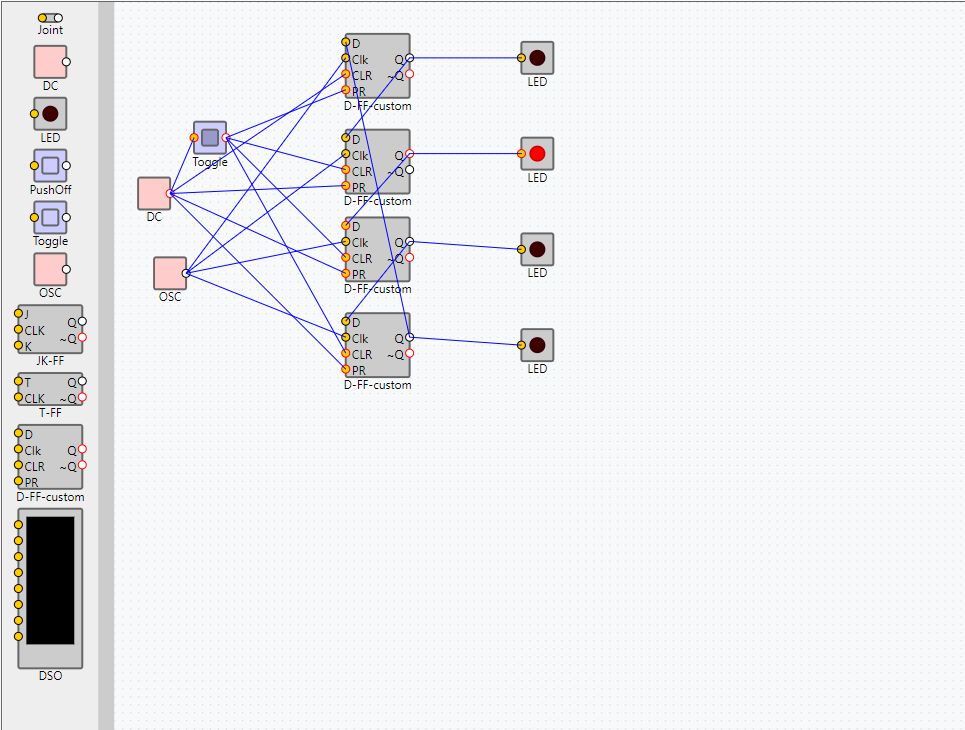 Joint
DC
LED
PushOff
Toggle
OSC
J Q
CLK ~Q
K
JK-FF
T Q
CLK ~Q
T-FF
D
Clk Q
CLR ~Q
PR
D-FF-custom
DSO
Toggle
DC
OSC
D
Clk Q
CLR ~Q
PR
D-FF-custom
LED
D
Clk Q
CLR ~Q
PR
D-FF-custom
LED
D
Clk Q
CLR ~Q
PR
D-FF-custom
LED
D
Clk Q
CLR ~Q
PR
D-FF-custom
LED